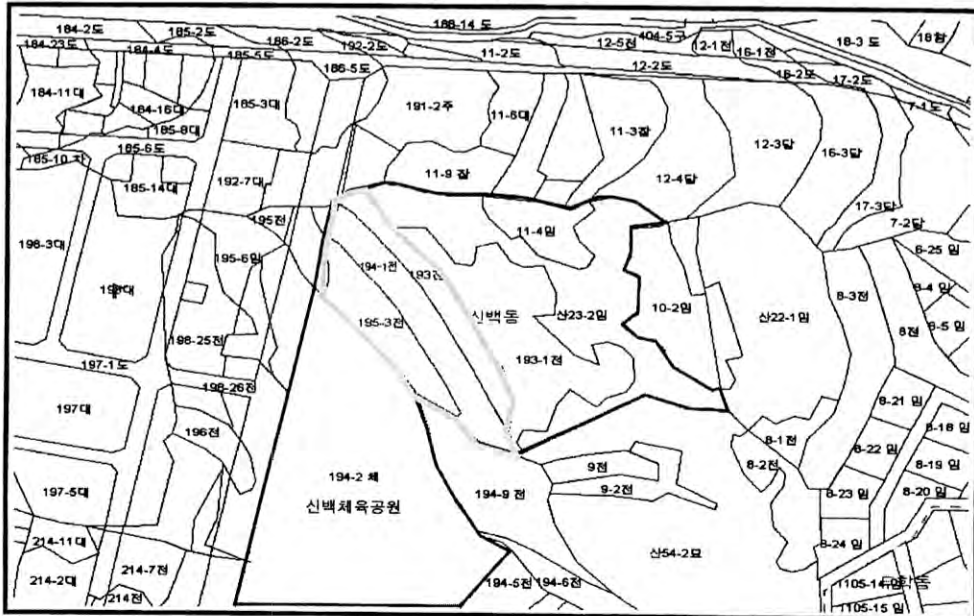 188-14 도
184-2도
185-2도
186-2도
192-2도
11-2도
12-5전
404-5구
12-1전
16-1전
18-3 도
184-23도
184-4도
185-5도
186-5도
12-2도
16-2도
17-2도
7-1도
184-11대
184-16대
185-3대
191-2주
11-6대
11-3잡
12-3답
16-3답
185-8대
185-6도
185-10 차
185-14대
192-7대
11-9 잡
12-4답
17-3답
7-2답
195전
11-4임
6-25 임
198-3대
195-6임
194-1전
193전
신백동
산23-2임
10-2임
산22-1임
8-3전
8-4 임
8전
8-5 임
198-25전
195-3전
193-1전
197-1도
198-26전
197대
196전
8-21 임
8-18 임
8-1전
8-22 임
8-19 임
194-2 체
신백체육공원
194-9 전
9전
9-2전
8-2전
8-23 임
8-20 임
197-5대
214-11대
8-24 임
214-2대
214-7전
산54-2묘
214전
194-5전
194-6전
1105-14 임
1105-15 임